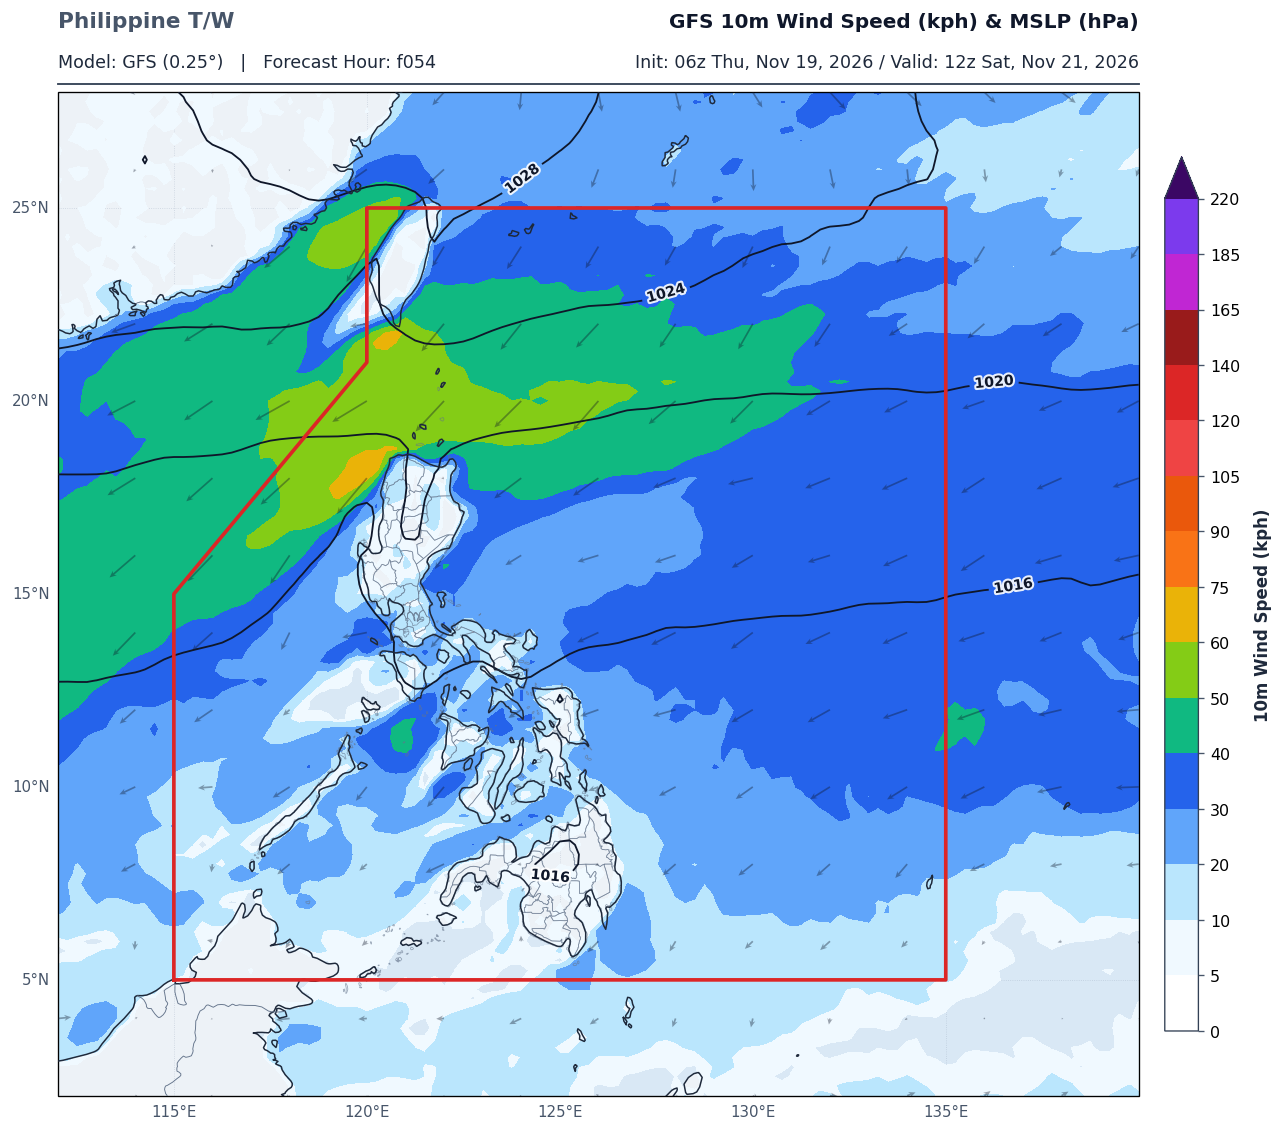 Philippine T/W
GFS 10m Wind Speed (kph) & MSLP (hPa)
Model: GFS (0.25°)   |   Forecast Hour: f054
Init: 06z Thu, Nov 19, 2026 / Valid: 12z Sat, Nov 21, 2026
1028
1024
1020
1016
1016
25°N
20°N
15°N
10°N
5°N
115°E
120°E
125°E
130°E
135°E
220
185
165
140
120
105
90
75
60
50
40
30
20
10
5
0
10m Wind Speed (kph)